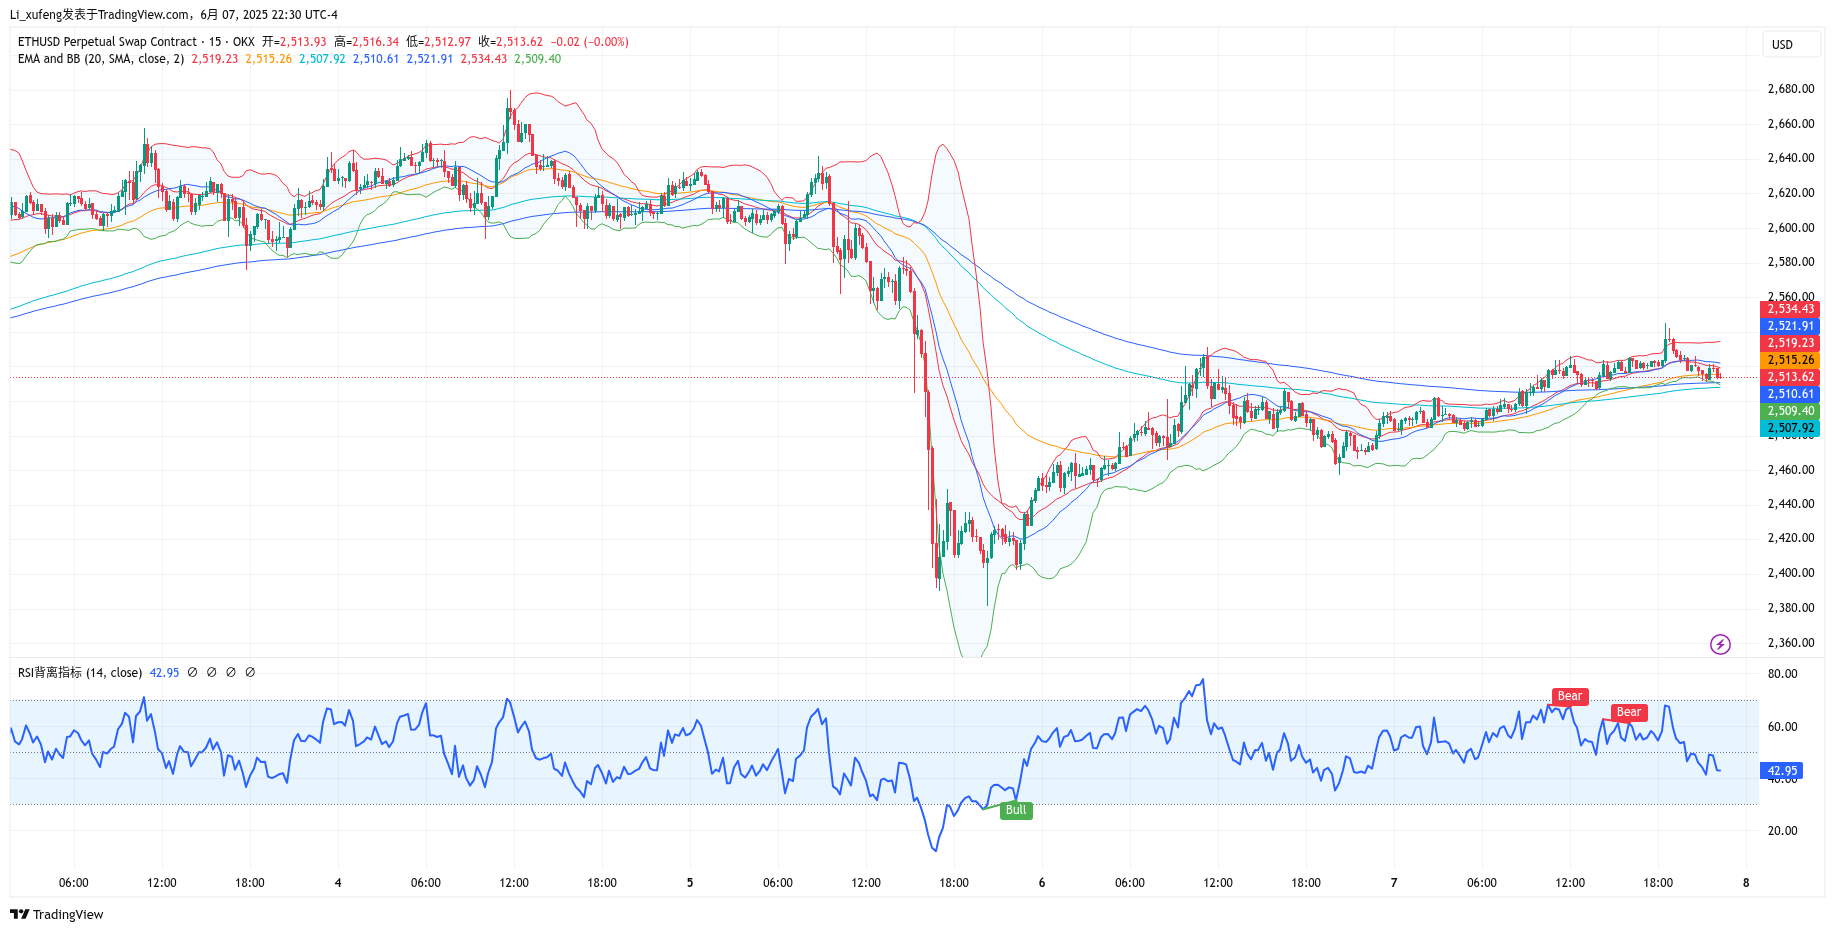 Li_xufeng发表于TradingView.com, 6月 07, 2025 22:30 UTC-4
ETHUSD Perpetual Swap Contract · 15 · OKX 开=2,513.93 高=2,516.34 低=2,512.97 收=2,513.62 −0.02 (−0.00%)
USD
EMA and BB (20, SMA, close, 2) 2,519.23 2,515.26 2,507.92 2,510.61 2,521.91 2,534.43 2,509.40
2,680.00
2,660.00
2,640.00
2,620.00
2,600.00
2,580.00
2,560.00
2,534.43
2,521.91
2,519.23
2,515.26
2,513.62
2,510.61
2,509.40
2,507.92
2,480.00
2,460.00
2,440.00
2,420.00
2,400.00
2,380.00
2,360.00
RSI背离指标 (14, close) 42.95 ∅ ∅ ∅ ∅
80.00
Bear
Bear
60.00
42.95
40.00
Bull
20.00
06:00 12:00 18:00 4 06:00 12:00 18:00 5 06:00 12:00 18:00 6 06:00 12:00 18:00 7 06:00 12:00 18:00 8
TradingView